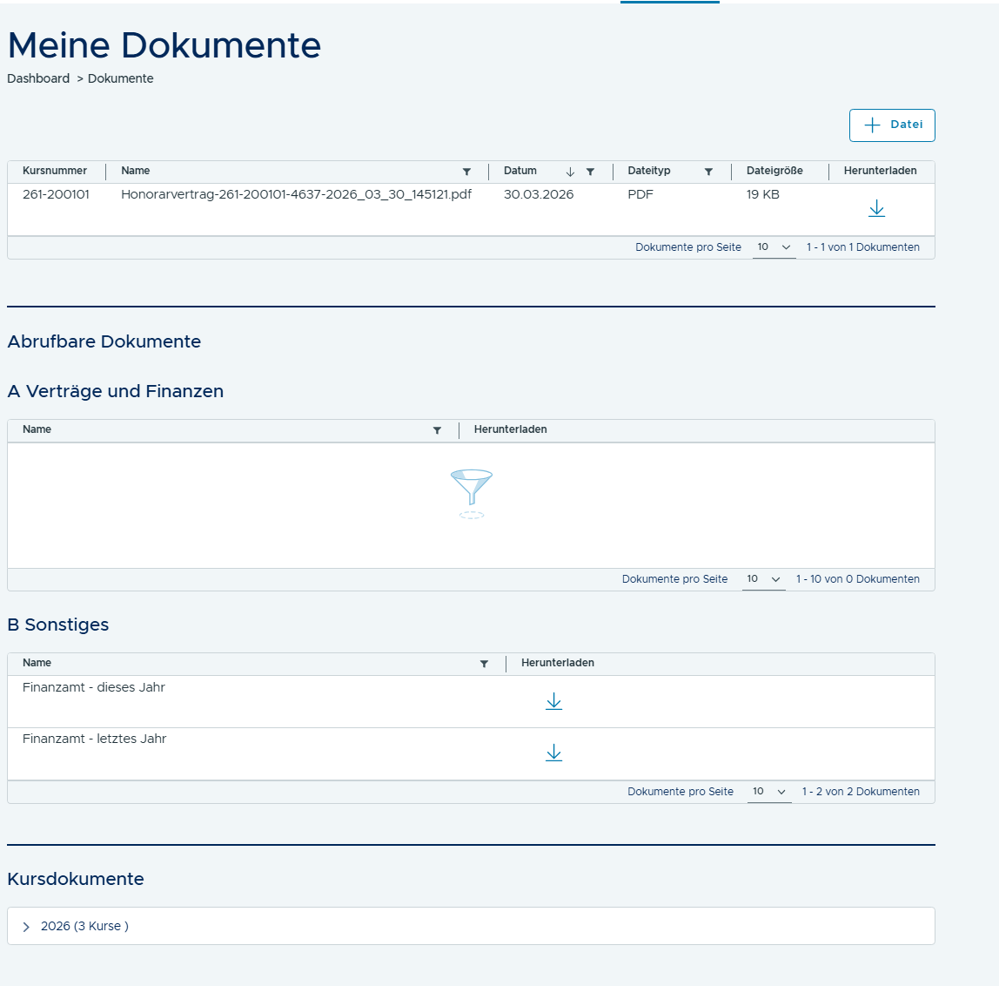 Meine Dokumente
Dashboard > Dokumente
Datei
Kursnummer Name Datum Dateityp Dateigröße Herunterladen
261-200101 Honorarvertrag-261-200101-4637-2026_03_30_145121.pdf 30.03.2026 PDF 19 KB
Dokumente pro Seite 10 1 - 1 von 1 Dokumenten
Abrufbare Dokumente
A Verträge und Finanzen
Name Herunterladen
Dokumente pro Seite 10 1 - 10 von 0 Dokumenten
B Sonstiges
Name Herunterladen
Finanzamt - dieses Jahr
Finanzamt - letztes Jahr
Dokumente pro Seite 10 1 - 2 von 2 Dokumenten
Kursdokumente
2026 (3 Kurse )